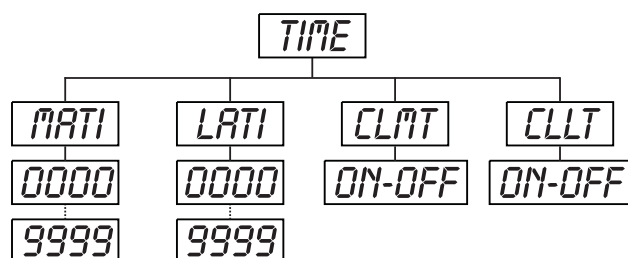 TIME
MATI LATI CLMT CLLT
0000 0000 ON-OFF ON-OFF
9999 9999